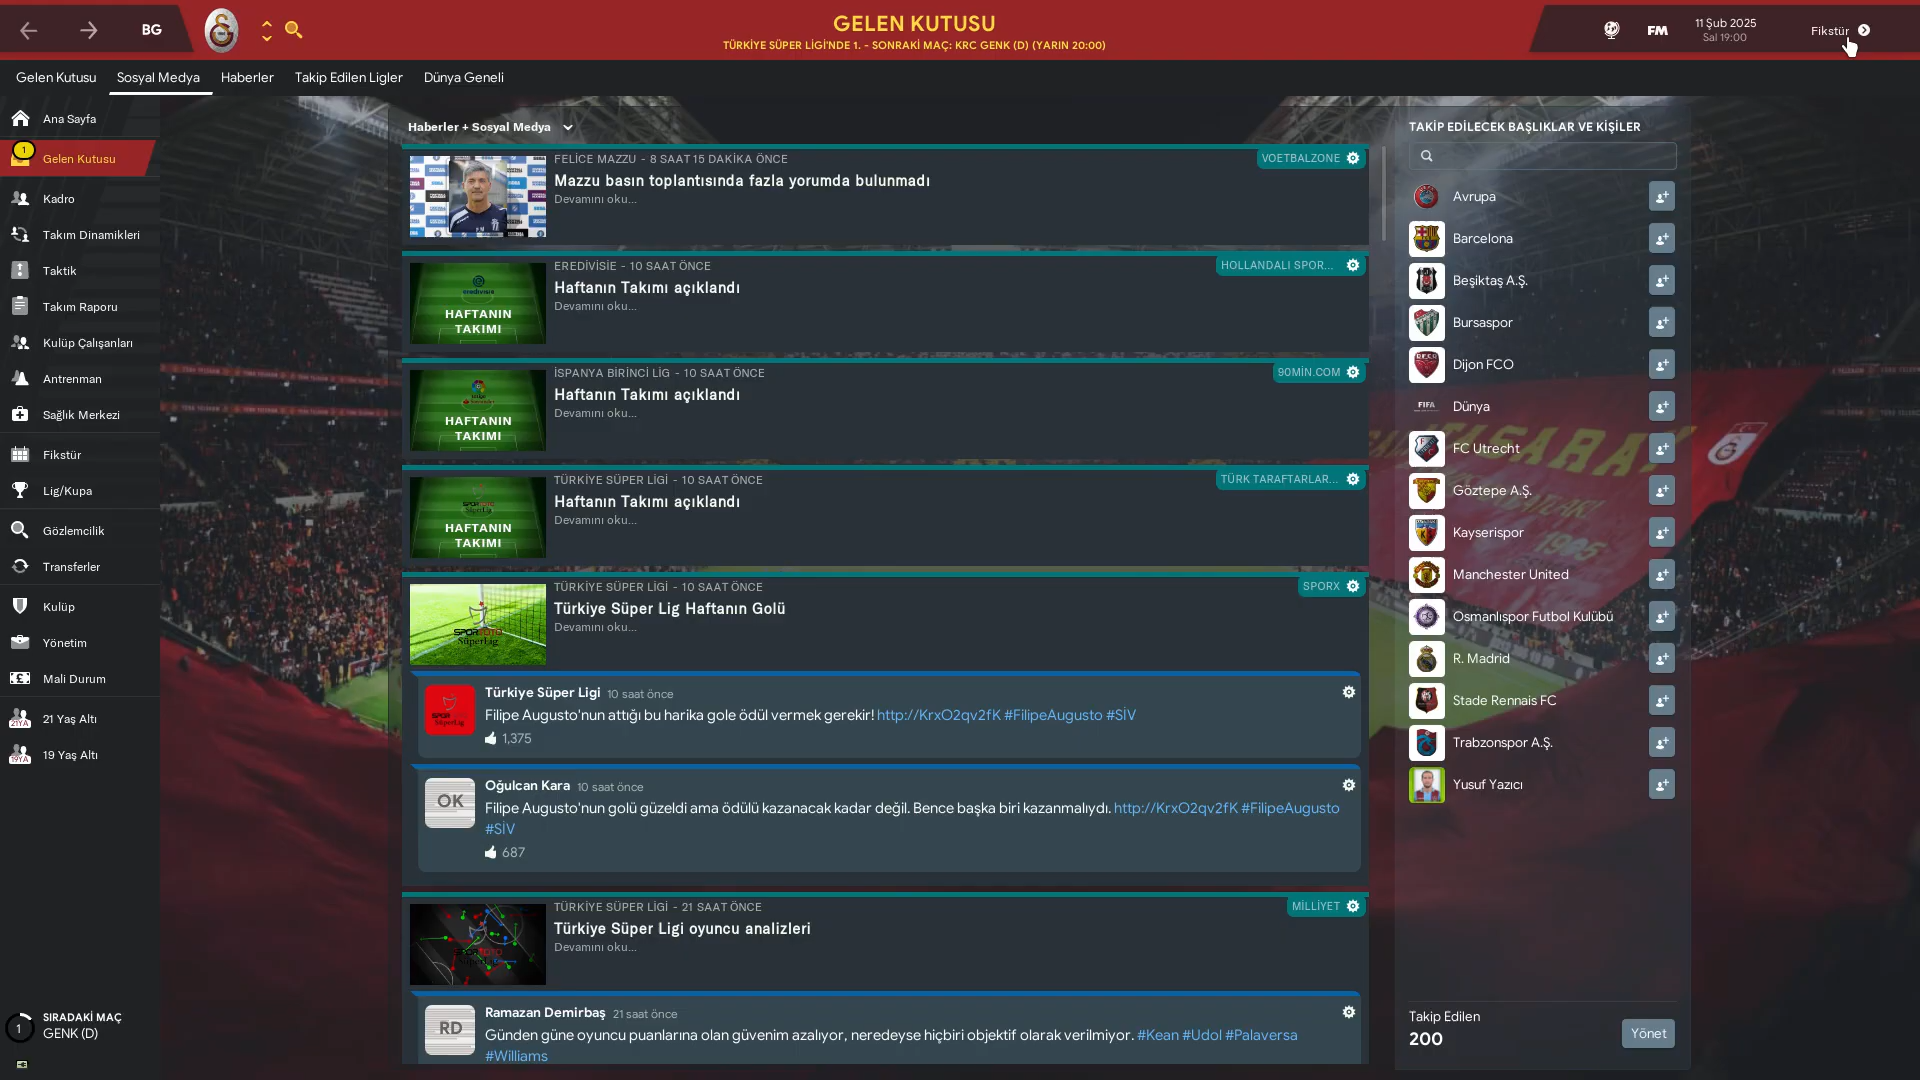 BG
GELEN KUTUSU
TÜRKİYE SÜPER LİGİ'NDE 1. - SONRAKİ MAÇ: KRC GENK (D) (YARIN 20:00)
FM
11 Şub 2025
Sal 19:00
Fikstür
Gelen Kutusu
Sosyal Medya
Haberler
Takip Edilen Ligler
Dünya Geneli
Ana Sayfa
1
Gelen Kutusu
Kadro
Takım Dinamikleri
Taktik
Takım Raporu
Kulüp Çalışanları
Antrenman
Sağlık Merkezi
Fikstür
Lig/Kupa
Gözlemcilik
Transferler
Kulüp
Yönetim
Mali Durum
21YA
21 Yaş Altı
19YA
19 Yaş Altı
1
SIRADAKİ MAÇ
GENK (D)
Haberler + Sosyal Medya
FELİCE MAZZU - 8 SAAT 15 DAKİKA ÖNCE
VOETBALZONE
Mazzu basın toplantısında fazla yorumda bulunmadı
Devamını oku...
EREDİVİSİE - 10 SAAT ÖNCE
HOLLANDALI SPOR...
Haftanın Takımı açıklandı
Devamını oku...
HAFTANIN
TAKIMI
İSPANYA BİRİNCİ LİG - 10 SAAT ÖNCE
90MİN.COM
Haftanın Takımı açıklandı
Devamını oku...
HAFTANIN
TAKIMI
TÜRKİYE SÜPER LİGİ - 10 SAAT ÖNCE
TÜRK TARAFTARLAR...
Haftanın Takımı açıklandı
Devamını oku...
HAFTANIN
TAKIMI
TÜRKİYE SÜPER LİGİ - 10 SAAT ÖNCE
SPORX
Türkiye Süper Lig Haftanın Golü
Devamını oku...
SPOR TOTO
SüperLig
Türkiye Süper Ligi 10 saat önce
Filipe Augusto'nun attığı bu harika gole ödül vermek gerekir! http://KrxO2qv2fK #FilipeAugusto #SİV
1,375
OK
Oğulcan Kara 10 saat önce
Filipe Augusto'nun golü güzeldi ama ödülü kazanacak kadar değil. Bence başka biri kazanmalıydı. http://KrxO2qv2fK #FilipeAugusto
#SİV
687
TÜRKİYE SÜPER LİGİ - 21 SAAT ÖNCE
MİLLİYET
Türkiye Süper Ligi oyuncu analizleri
Devamını oku...
RD
Ramazan Demirbaş 21 saat önce
Günden güne oyuncu puanlarına olan güvenim azalıyor, neredeyse hiçbiri objektif olarak verilmiyor. #Kean #Udol #Palaversa
#Williams
TAKİP EDİLECEK BAŞLIKLAR VE KİŞİLER
Avrupa
Barcelona
Beşiktaş A.Ş.
Bursaspor
Dijon FCO
FIFA
Dünya
FC Utrecht
Göztepe A.Ş.
Kayserispor
Manchester United
Osmanlıspor Futbol Kulübü
R. Madrid
Stade Rennais FC
Trabzonspor A.Ş.
Yusuf Yazıcı
Takip Edilen
200
Yönet